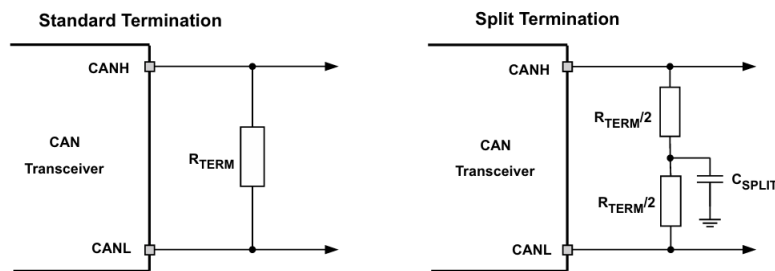 Standard Termination
CANH
CAN
Transceiver
RTERM
CANL
Split Termination
CANH
RTERM/2
CAN
Transceiver
CSPLIT
RTERM/2
CANL